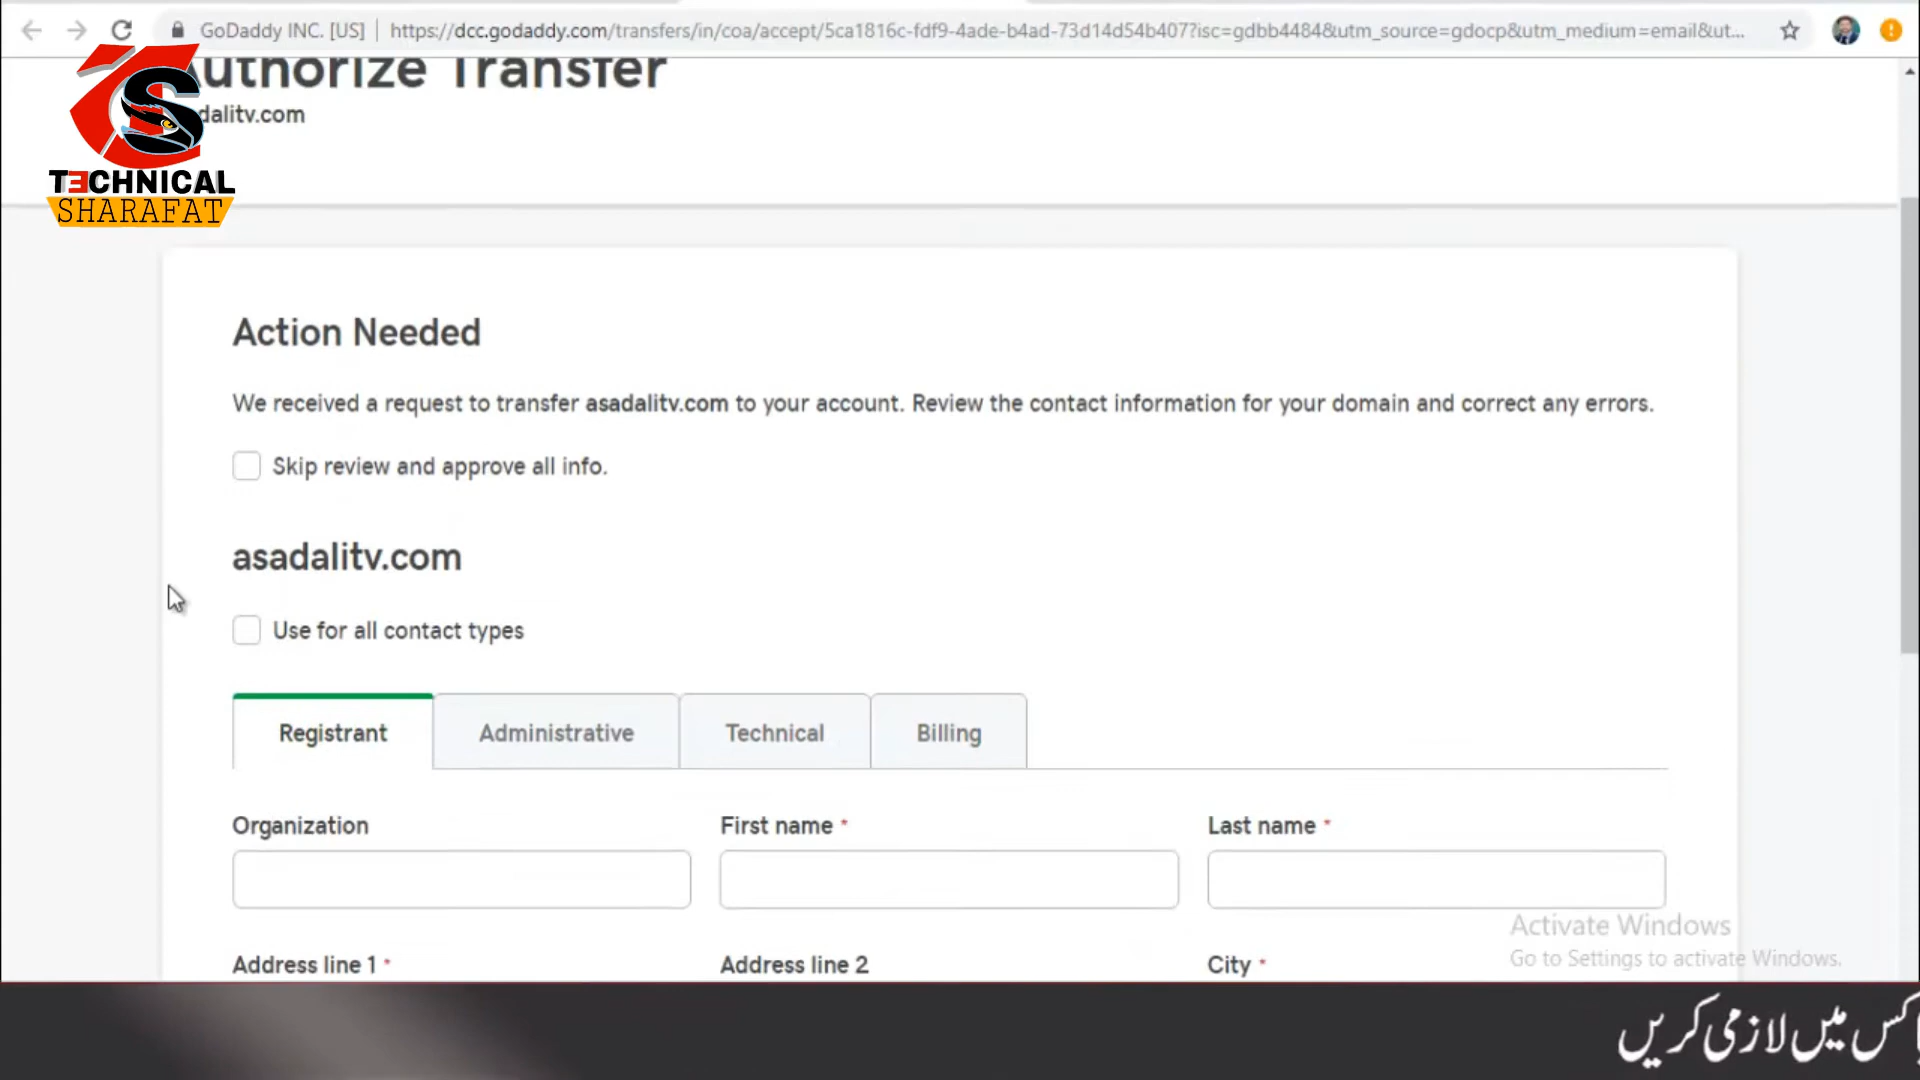 GoDaddy INC. [US] | https://dcc.godaddy.com/transfers/in/coa/accept/5ca1816c-fdf9-4ade-b4ad-73d14d54b407?isc=gdbb4484&utm_source=gdocp&utm_medium=email&ut...
uthorize Transfer
dalitv.com
TECHNICAL
SHARAFAT
Action Needed
We received a request to transfer asadalitv.com to your account. Review the contact information for your domain and correct any errors.
Skip review and approve all info.
asadalitv.com
Use for all contact types
Registrant
Administrative
Technical
Billing
Organization
First name *
Last name *
Address line 1 *
Address line 2
City *
Activate Windows
Go to Settings to activate Windows.
کس میں لازمی کریں